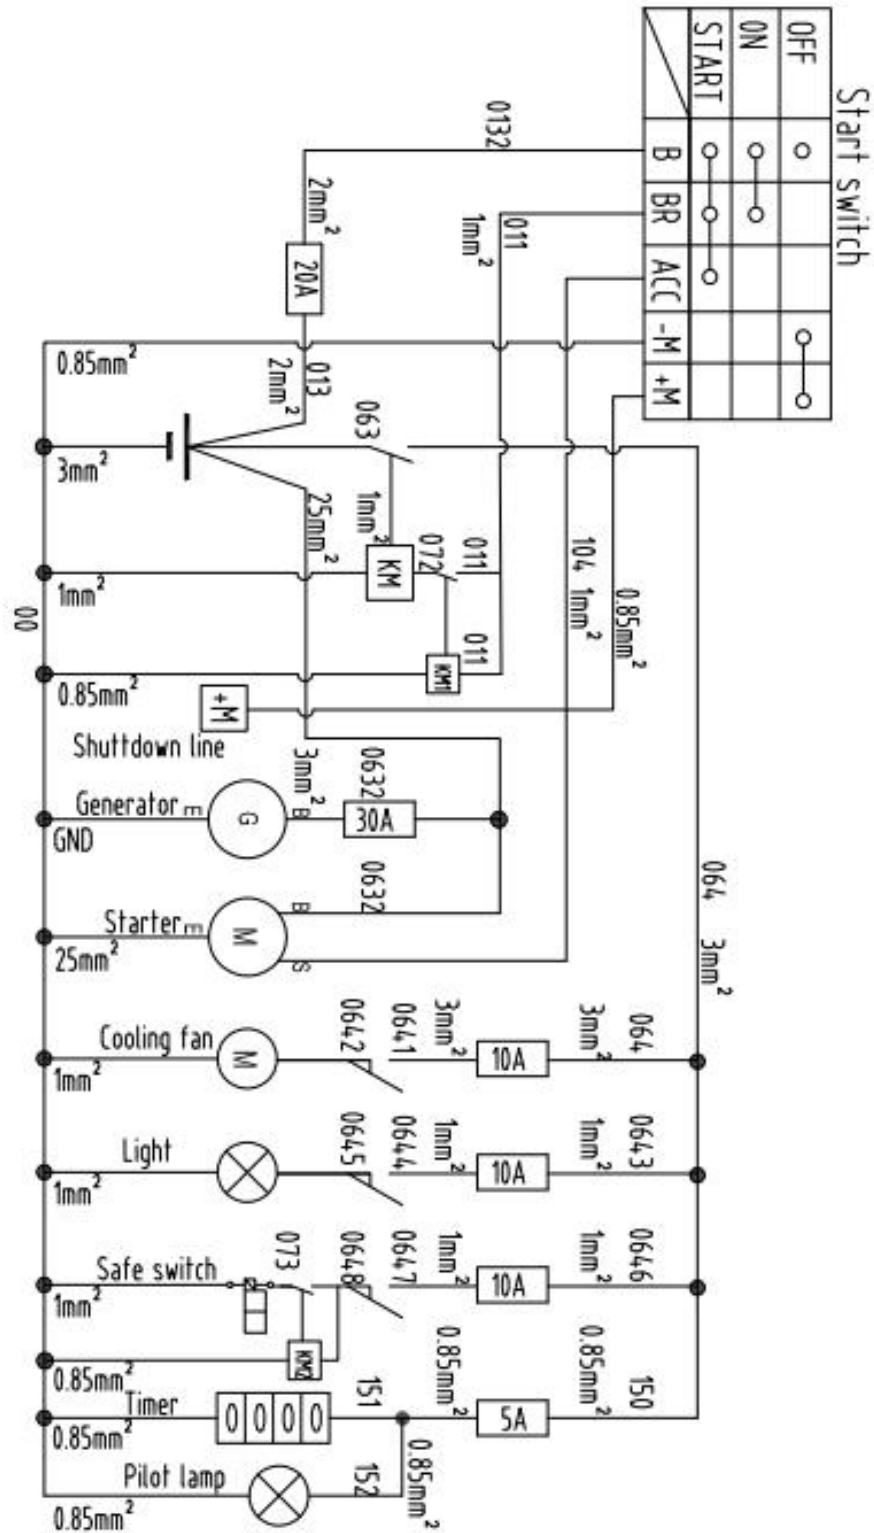 Start switch
OFF
ON
START
B
BR
ACC
-M
+M
0132
2mm²
20A
013
2mm²
011
1mm²
0.85mm²
3mm²
063
1mm²
25mm²
KM
072
011
011
KM1
104 1mm²
0.85mm²
1mm²
00
0.85mm²
+M
Shuttdown line
Generator
E
G
B
3mm²
0632
30A
GND
Starter
E
M
B
S
0632
25mm²
064 3mm²
Cooling fan
1mm²
M
0642
0641
3mm²
10A
3mm²
064
Light
1mm²
0645
0644
1mm²
10A
1mm²
0643
Safe switch
1mm²
073
0648
0647
1mm²
10A
1mm²
0646
KM2
0.85mm²
Timer
0.85mm²
0 0 0 0
151
0.85mm²
5A
0.85mm²
150
Pilot lamp
0.85mm²
152
0.85mm²